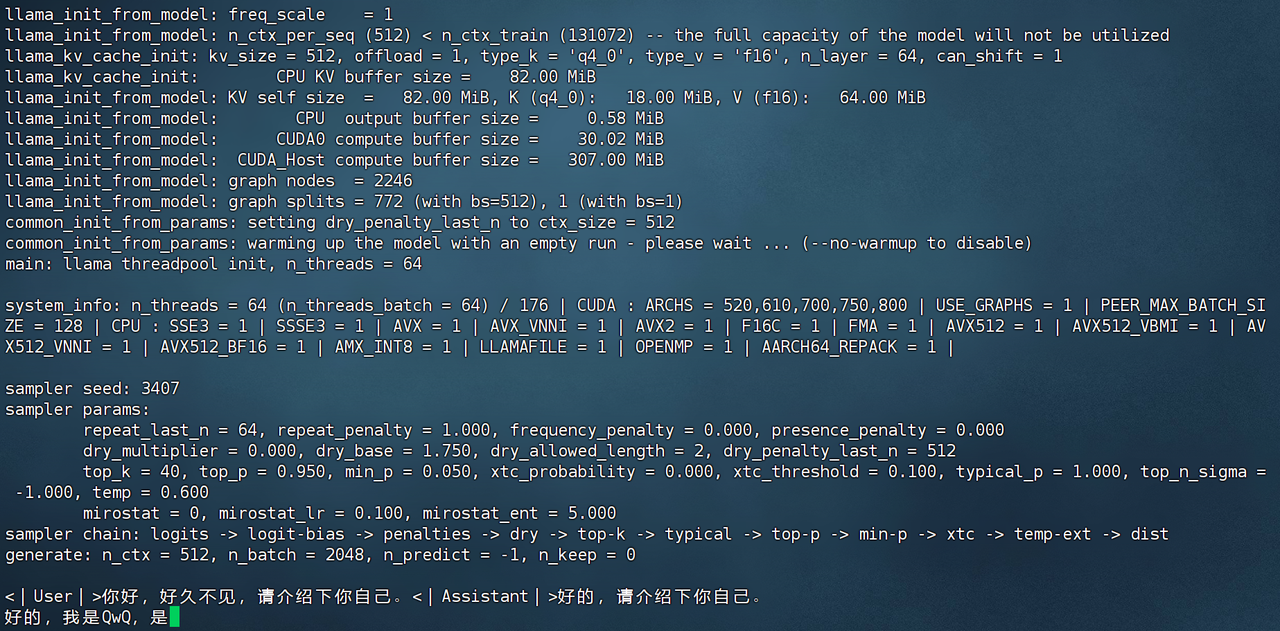 llama_init_from_model: freq_scale    = 1
llama_init_from_model: n_ctx_per_seq (512) < n_ctx_train (131072) -- the full capacity of the model will not be utilized
llama_kv_cache_init: kv_size = 512, offload = 1, type_k = 'q4_0', type_v = 'f16', n_layer = 64, can_shift = 1
llama_kv_cache_init:        CPU KV buffer size =    82.00 MiB
llama_init_from_model: KV self size  =   82.00 MiB, K (q4_0):   18.00 MiB, V (f16):   64.00 MiB
llama_init_from_model:        CPU  output buffer size =     0.58 MiB
llama_init_from_model:      CUDA0 compute buffer size =    30.02 MiB
llama_init_from_model:  CUDA_Host compute buffer size =   307.00 MiB
llama_init_from_model: graph nodes  = 2246
llama_init_from_model: graph splits = 772 (with bs=512), 1 (with bs=1)
common_init_from_params: setting dry_penalty_last_n to ctx_size = 512
common_init_from_params: warming up the model with an empty run - please wait ... (--no-warmup to disable)
main: llama threadpool init, n_threads = 64
system_info: n_threads = 64 (n_threads_batch = 64) / 176 | CUDA : ARCHS = 520,610,700,750,800 | USE_GRAPHS = 1 | PEER_MAX_BATCH_SI
ZE = 128 | CPU : SSE3 = 1 | SSSE3 = 1 | AVX = 1 | AVX_VNNI = 1 | AVX2 = 1 | F16C = 1 | FMA = 1 | AVX512 = 1 | AVX512_VBMI = 1 | AV
X512_VNNI = 1 | AVX512_BF16 = 1 | AMX_INT8 = 1 | LLAMAFILE = 1 | OPENMP = 1 | AARCH64_REPACK = 1 |
sampler seed: 3407
sampler params:
        repeat_last_n = 64, repeat_penalty = 1.000, frequency_penalty = 0.000, presence_penalty = 0.000
        dry_multiplier = 0.000, dry_base = 1.750, dry_allowed_length = 2, dry_penalty_last_n = 512
        top_k = 40, top_p = 0.950, min_p = 0.050, xtc_probability = 0.000, xtc_threshold = 0.100, typical_p = 1.000, top_n_sigma =
 -1.000, temp = 0.600
        mirostat = 0, mirostat_lr = 0.100, mirostat_ent = 5.000
sampler chain: logits -> logit-bias -> penalties -> dry -> top-k -> typical -> top-p -> min-p -> xtc -> temp-ext -> dist
generate: n_ctx = 512, n_batch = 2048, n_predict = -1, n_keep = 0
<｜User｜>你好，好久不见，请介绍下你自己。<｜Assistant｜>好的，请介绍下你自己。
好的，我是QwQ，是